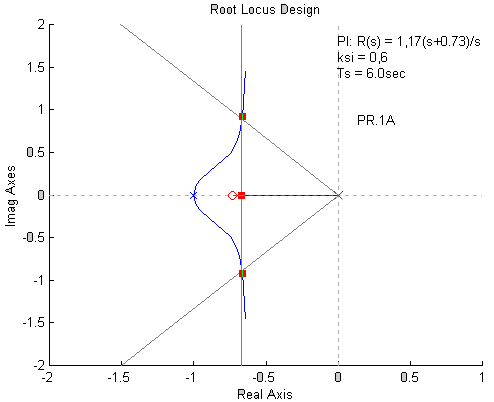 Root Locus Design
PI: R(s) = 1,17(s+0.73)/s
ksi = 0,6
Ts = 6.0sec
PR.1A
Imag Axes
2
1.5
1
0.5
0
-0.5
-1
-1.5
-2
-2 -1.5 -1 -0.5 0 0.5 1
Real Axis